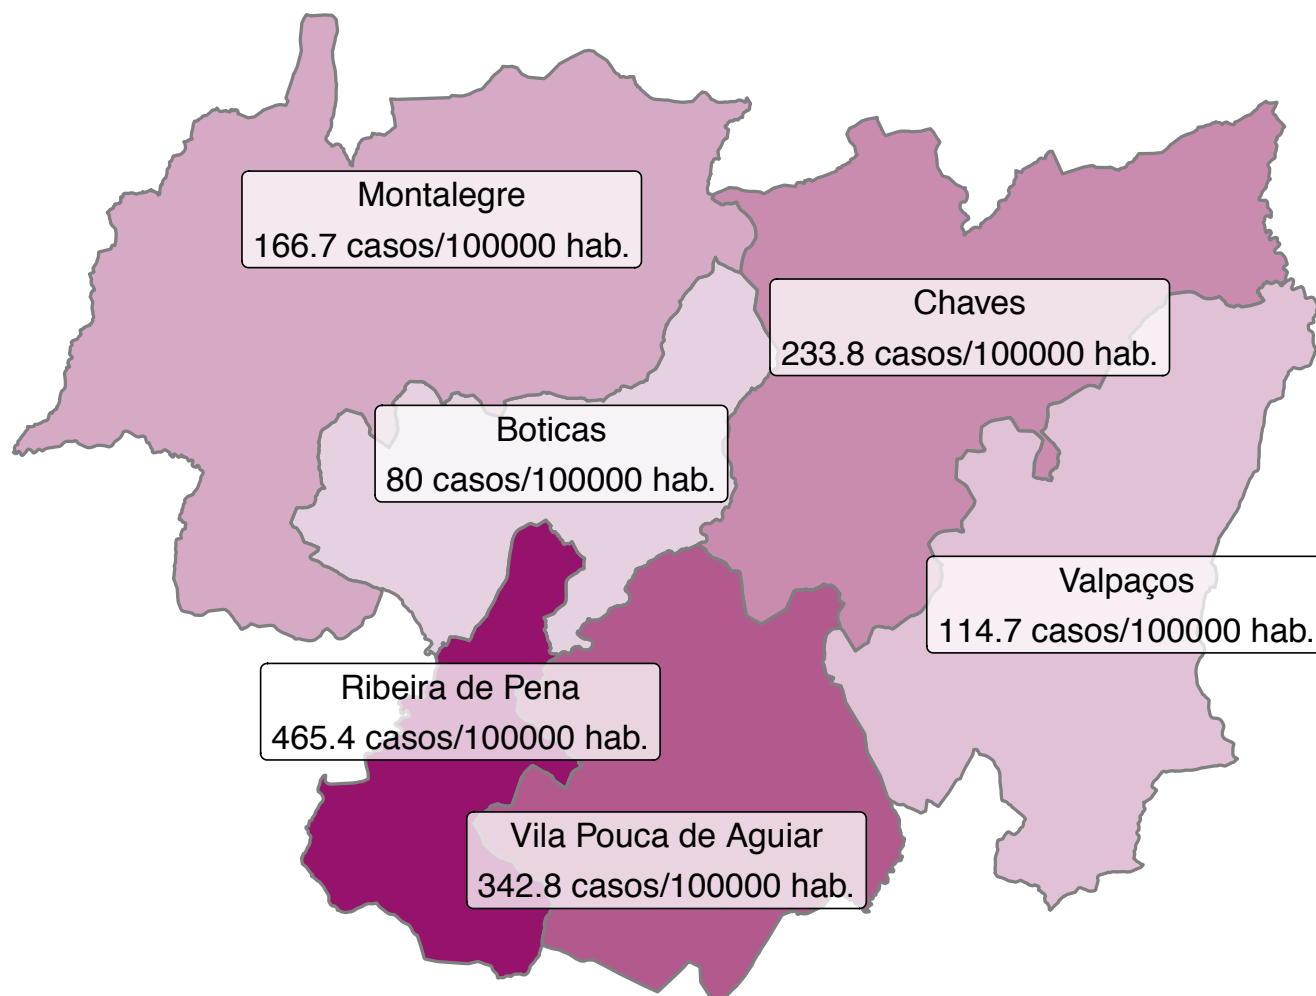 Montalegre
166.7 casos/100000 hab.
Chaves
233.8 casos/100000 hab.
Boticas
80 casos/100000 hab.
Valpaços
114.7 casos/100000 hab.
Ribeira de Pena
465.4 casos/100000 hab.
Vila Pouca de Aguiar
342.8 casos/100000 hab.